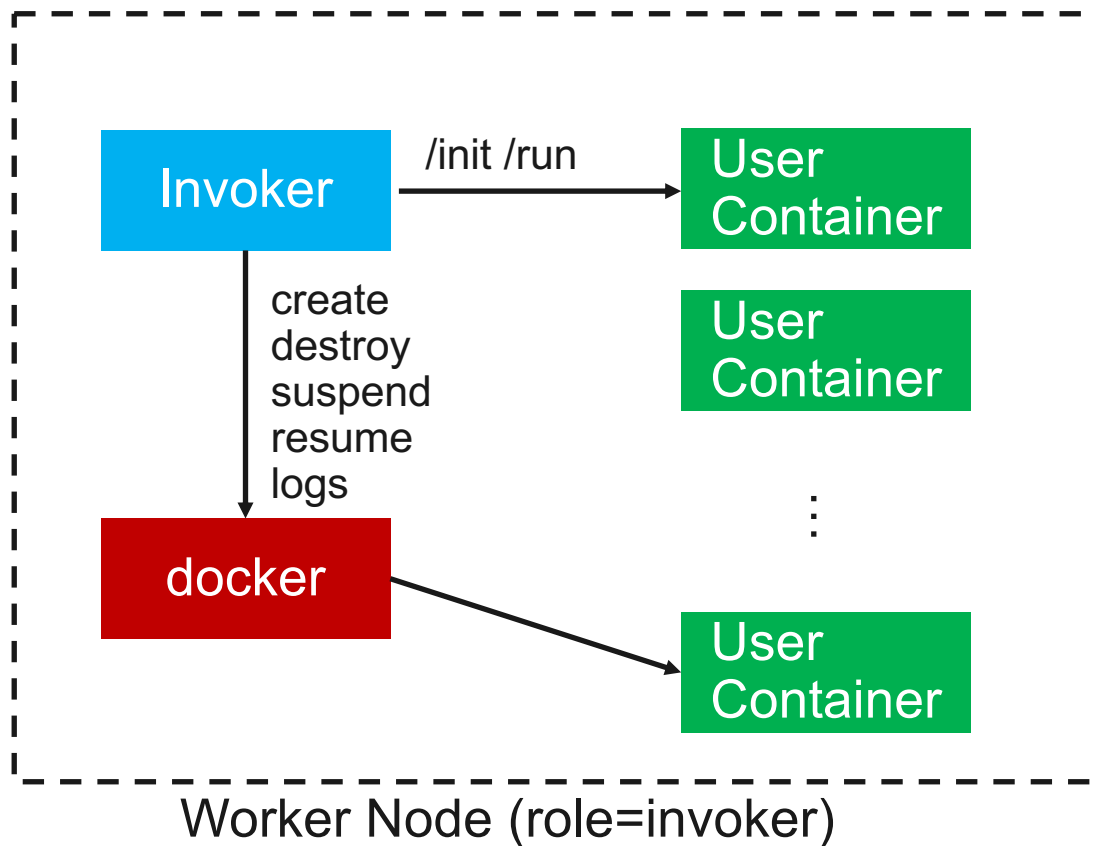 Invoker
/init /run
User
Container
create
destroy
suspend
resume
logs
User
Container
docker
User
Container
Worker Node (role=invoker)